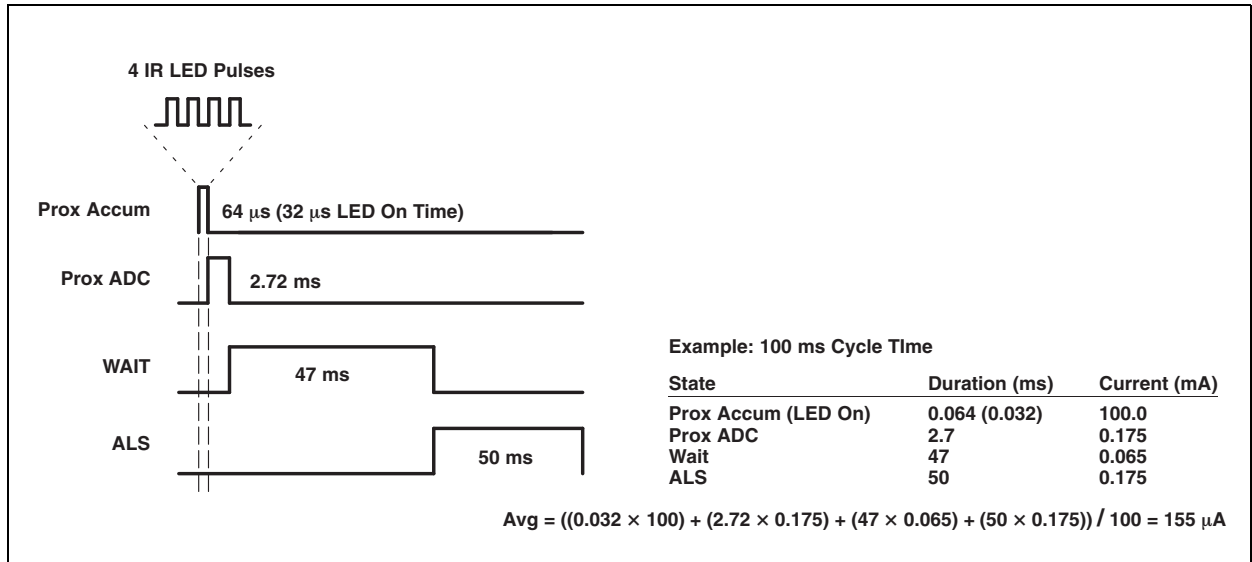 4 IR LED Pulses
Prox Accum
64 μs (32 μs LED On Time)
Prox ADC
2.72 ms
WAIT
47 ms
ALS
50 ms
Example: 100 ms Cycle TIme
State Duration (ms) Current (mA)
Prox Accum (LED On) 0.064 (0.032) 100.0
Prox ADC 2.7 0.175
Wait 47 0.065
ALS 50 0.175
Avg = ((0.032 × 100) + (2.72 × 0.175) + (47 × 0.065) + (50 × 0.175)) / 100 = 155 μA